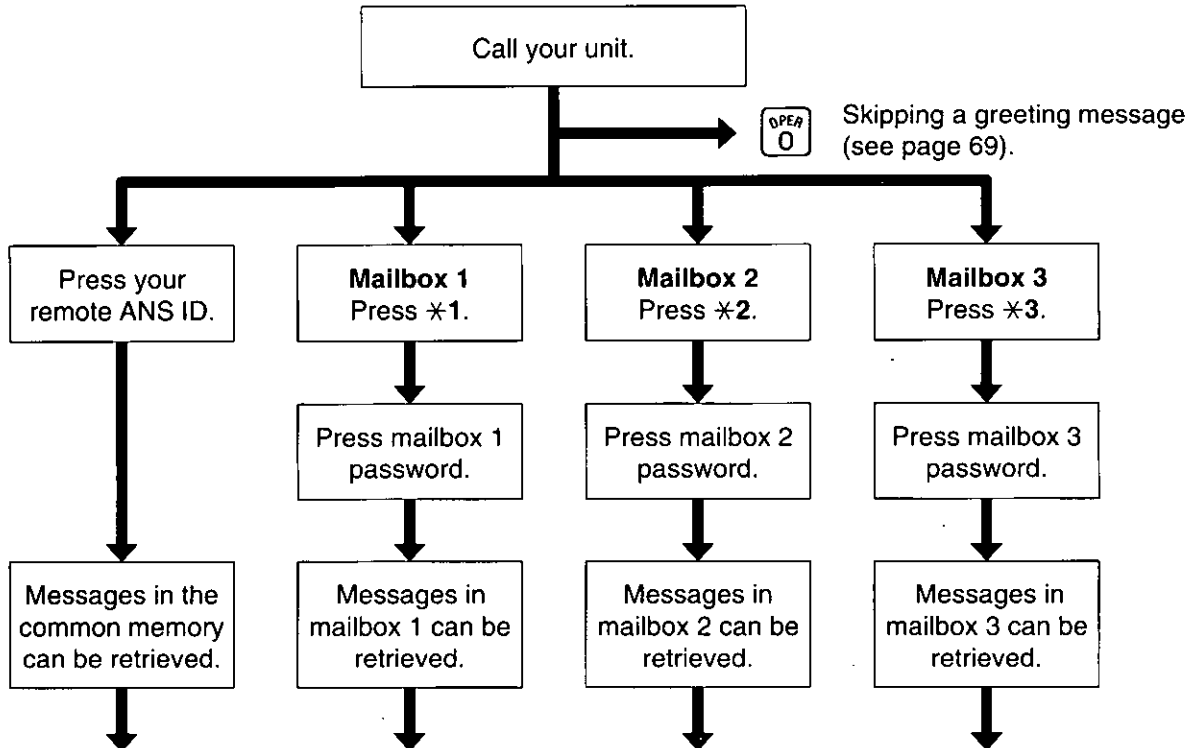 Call your unit.
OPER
0
Skipping a greeting message
(see page 69).
Press your
remote ANS ID.
Mailbox 1
Press ✳1.
Mailbox 2
Press ✳2.
Mailbox 3
Press ✳3.
Press mailbox 1
password.
Press mailbox 2
password.
Press mailbox 3
password.
Messages in the
common memory
can be retrieved.
Messages in
mailbox 1 can be
retrieved.
Messages in
mailbox 2 can be
retrieved.
Messages in
mailbox 3 can be
retrieved.